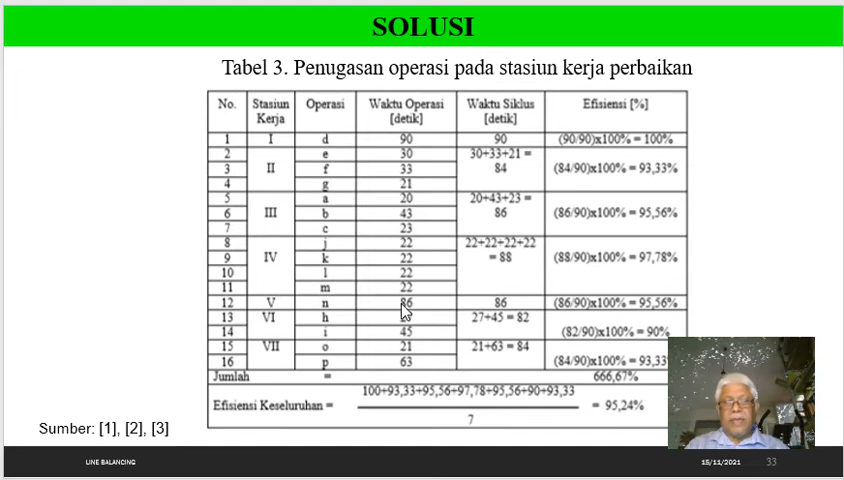 SOLUSI
Tabel 3. Penugasan operasi pada stasiun kerja perbaikan
No. Stasiun Kerja Operasi Waktu Operasi [detik] Waktu Siklus [detik] Efisiensi [%]
1 I d 90 90 (90/90)x100% = 100%
2 e 30 30+33+21 =
3 II f 33 84 (84/90)x100% = 93,33%
4 g 21
5 a 20 20+43+23 =
6 III b 43 86 (86/90)x100% = 95,56%
7 c 23
8 j 22 22+22+22+22
9 IV k 22 = 88 (88/90)x100% = 97,78%
10 l 22
11 m 22
12 V n 86 86 (86/90)x100% = 95,56%
13 VI h 27+45 = 82
14 i 45 (82/90)x100% = 90%
15 VII o 21 21+63 = 84
16 p 63 (84/90)x100% = 93,33
Jumlah = 666,67%
100+93,33+95,56+97,78+95,56+90+93,33
Efisiensi Keseluruhan = = 95,24%
7
Sumber: [1], [2], [3]
LINE BALANCING 15/11/2021 33